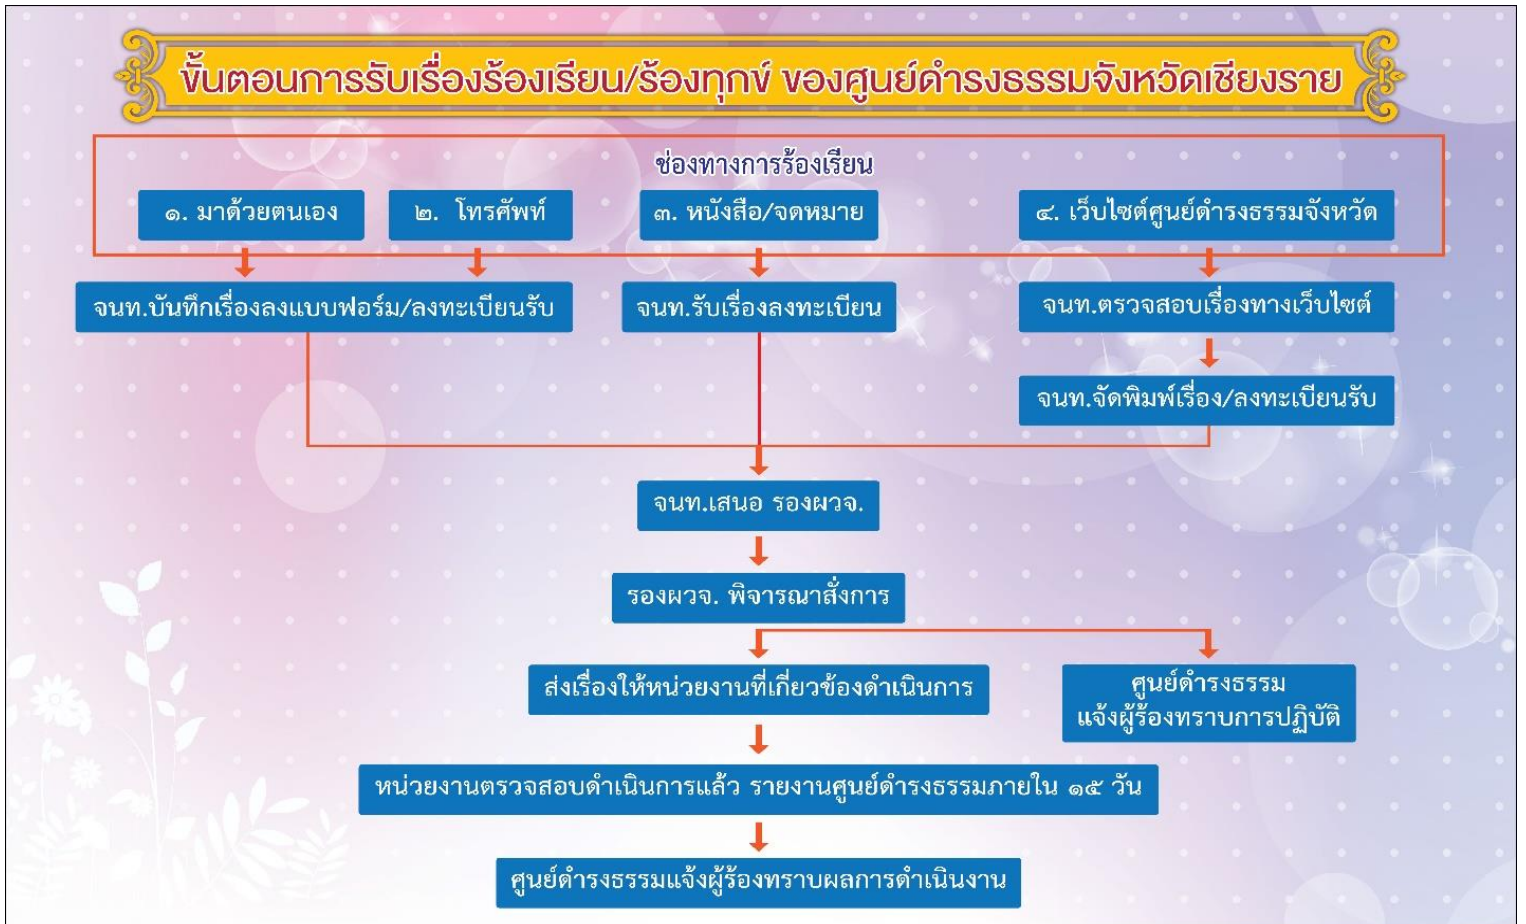 ขั้นตอนการรับเรื่องร้องเรียน/ร้องทุกข์ ของศูนย์ดำรงธรรมจังหวัดเชียงราย
ช่องทางการร้องเรียน
๑. มาด้วยตนเอง
๒. โทรศัพท์
๓. หนังสือ/จดหมาย
๔. เว็บไซต์ศูนย์ดำรงธรรมจังหวัด
จนท.บันทึกเรื่องลงแบบฟอร์ม/ลงทะเบียนรับ
จนท.รับเรื่องลงทะเบียน
จนท.ตรวจสอบเรื่องทางเว็บไซต์
จนท.จัดพิมพ์เรื่อง/ลงทะเบียนรับ
จนท.เสนอ รองผวจ.
รองผวจ. พิจารณาสั่งการ
ส่งเรื่องให้หน่วยงานที่เกี่ยวข้องดำเนินการ
ศูนย์ดำรงธรรม
แจ้งผู้ร้องทราบการปฏิบัติ
หน่วยงานตรวจสอบดำเนินการแล้ว รายงานศูนย์ดำรงธรรมภายใน ๑๕ วัน
ศูนย์ดำรงธรรมแจ้งผู้ร้องทราบผลการดำเนินงาน